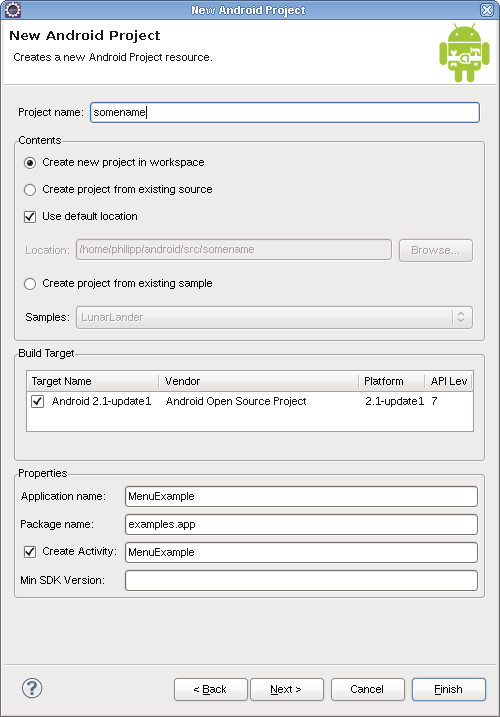 New Android Project
New Android Project
Creates a new Android Project resource.
Project name: somename
Contents
Create new project in workspace
Create project from existing source
Use default location
Location: /home/philipp/android/src/somename Browse...
Create project from existing sample
Samples: LunarLander
Build Target
Target Name Vendor Platform API Lev
Android 2.1-update1 Android Open Source Project 2.1-update1 7
Properties
Application name: MenuExample
Package name: examples.app
Create Activity: MenuExample
Min SDK Version:
? < Back Next > Cancel Finish